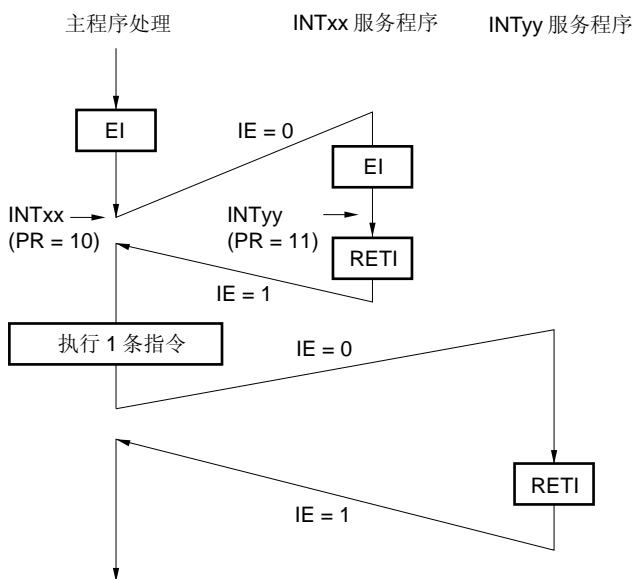 主程序处理
INTxx 服务程序
INTyy 服务程序
EI
IE = 0
EI
INTxx
(PR = 10)
INTyy
(PR = 11)
RETI
IE = 1
执行 1 条指令
IE = 0
RETI
IE = 1